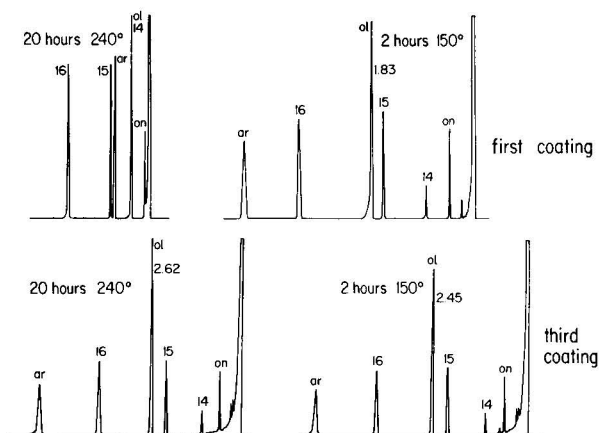 20 hours 240°
16
15
ar
ol
14
on
2 hours 150°
ar
16
ol
1.83
15
14
on
first coating
20 hours 240°
ar
16
ol
2.62
15
14
on
2 hours 150°
ar
16
ol
2.45
15
14
on
third
coating